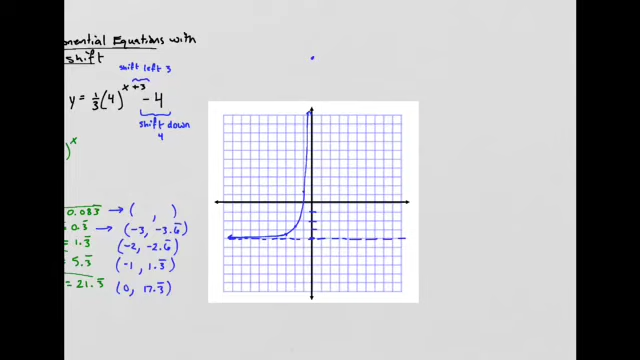 onential Equations with
shift
shift left 3
y = ⅓(4)^(x+3) − 4
shift down
4
)^x
0.083̅ → ( , )
= 0.3̅ → (−3, −3.6̅)
= 1.3̅ (−2, −2.6̅)
= 5.3̅ (−1, 1.3̅)
= 21.3̅ (0, 17.3̅)